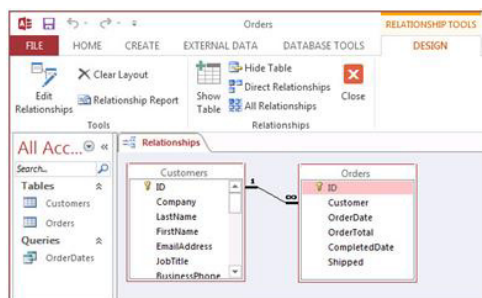 Orders
RELATIONSHIP TOOLS
FILE HOME CREATE EXTERNAL DATA DATABASE TOOLS DESIGN
Edit Relationships
Clear Layout
Relationship Report
Tools
Show Table
Hide Table
Direct Relationships
All Relationships
Close
Relationships
All Acc...
Search...
Tables
Customers
Orders
Queries
OrderDates
Relationships
Customers
ID
Company
LastName
FirstName
EmailAddress
JobTitle
BusinessPhone
1
∞
Orders
ID
Customer
OrderDate
OrderTotal
CompletedDate
Shipped